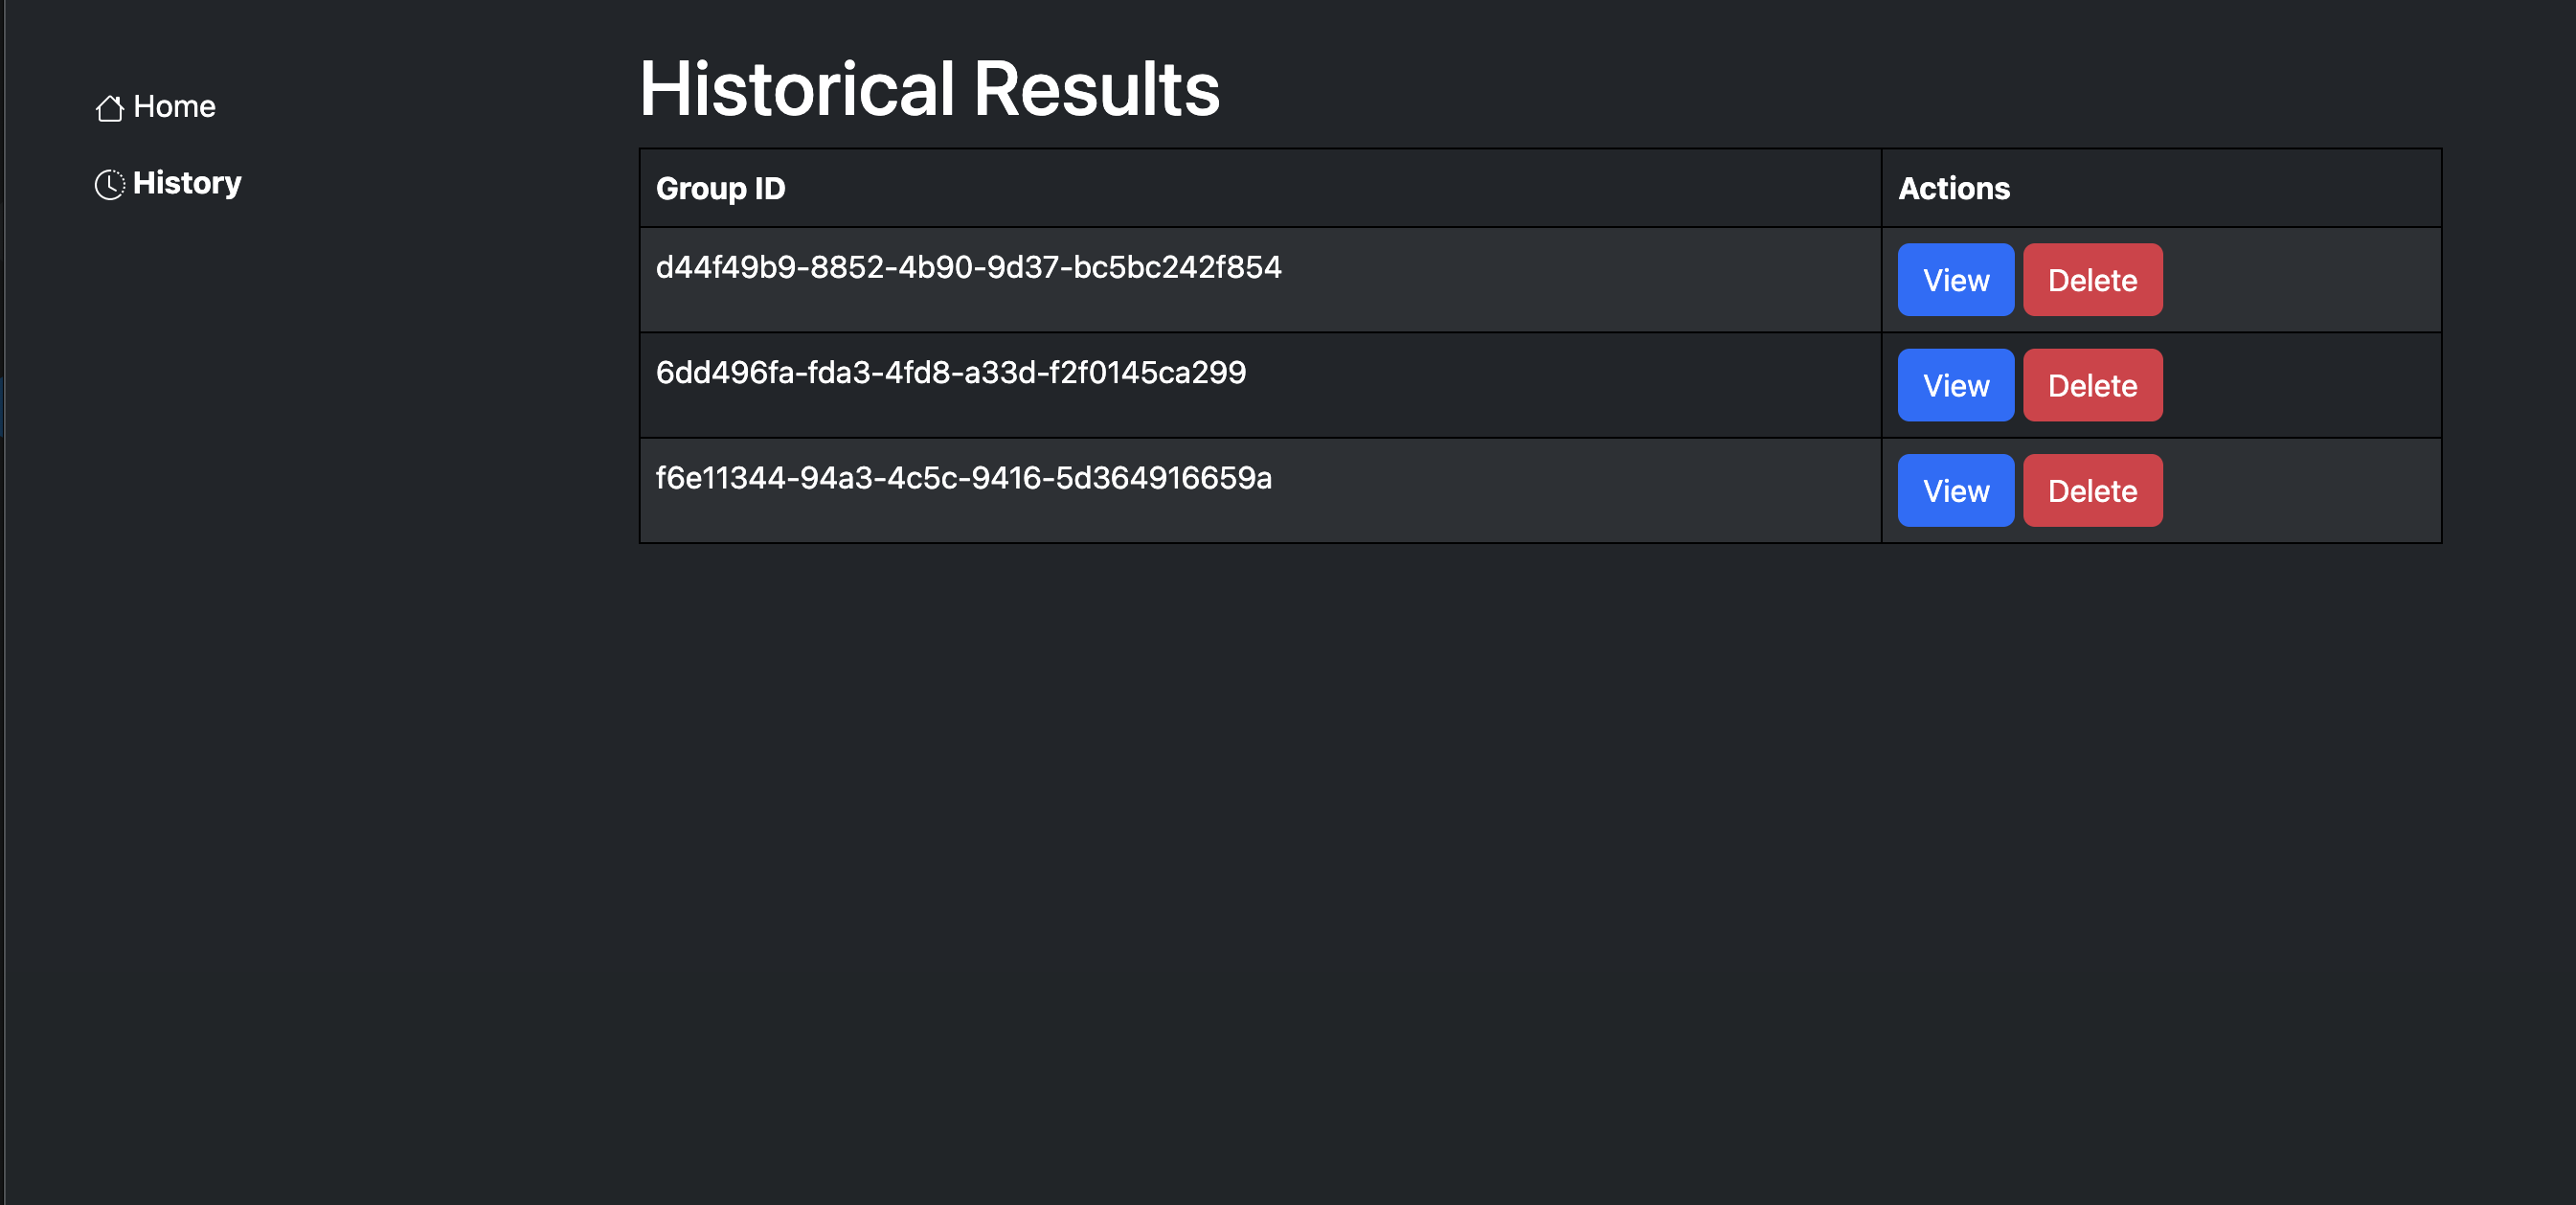 Home
History
Historical Results
Group ID Actions
d44f49b9-8852-4b90-9d37-bc5bc242f854 View Delete
6dd496fa-fda3-4fd8-a33d-f2f0145ca299 View Delete
f6e11344-94a3-4c5c-9416-5d364916659a View Delete